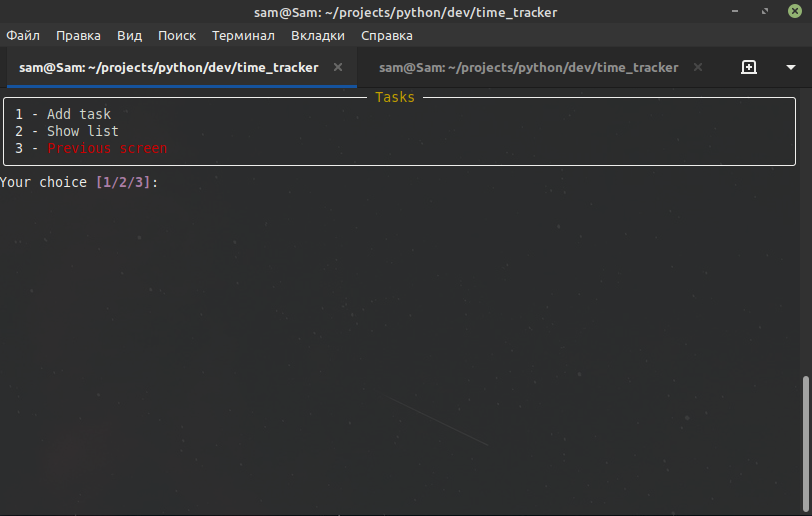 sam@Sam: ~/projects/python/dev/time_tracker
Файл Правка Вид Поиск Терминал Вкладки Справка
sam@Sam: ~/projects/python/dev/time_tracker sam@Sam: ~/projects/python/dev/time_tracker
Tasks
1 - Add task
2 - Show list
3 - Previous screen
Your choice [1/2/3]: